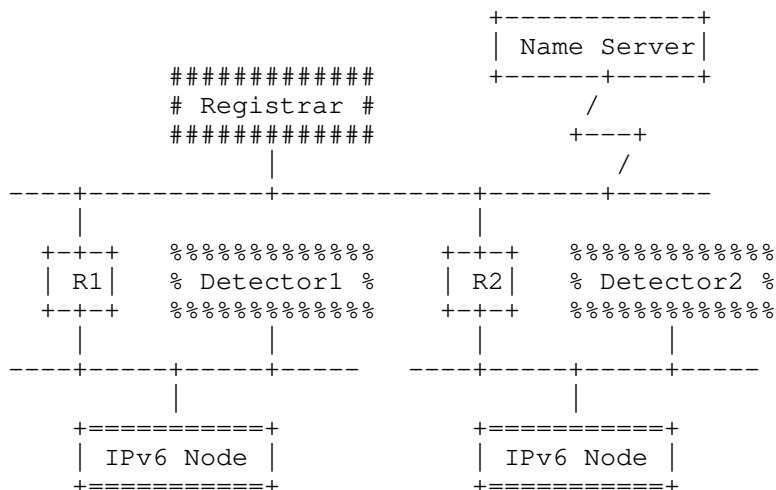 Name Server
# Registrar #
R1 % Detector1 % R2 % Detector2 %
IPv6 Node IPv6 Node